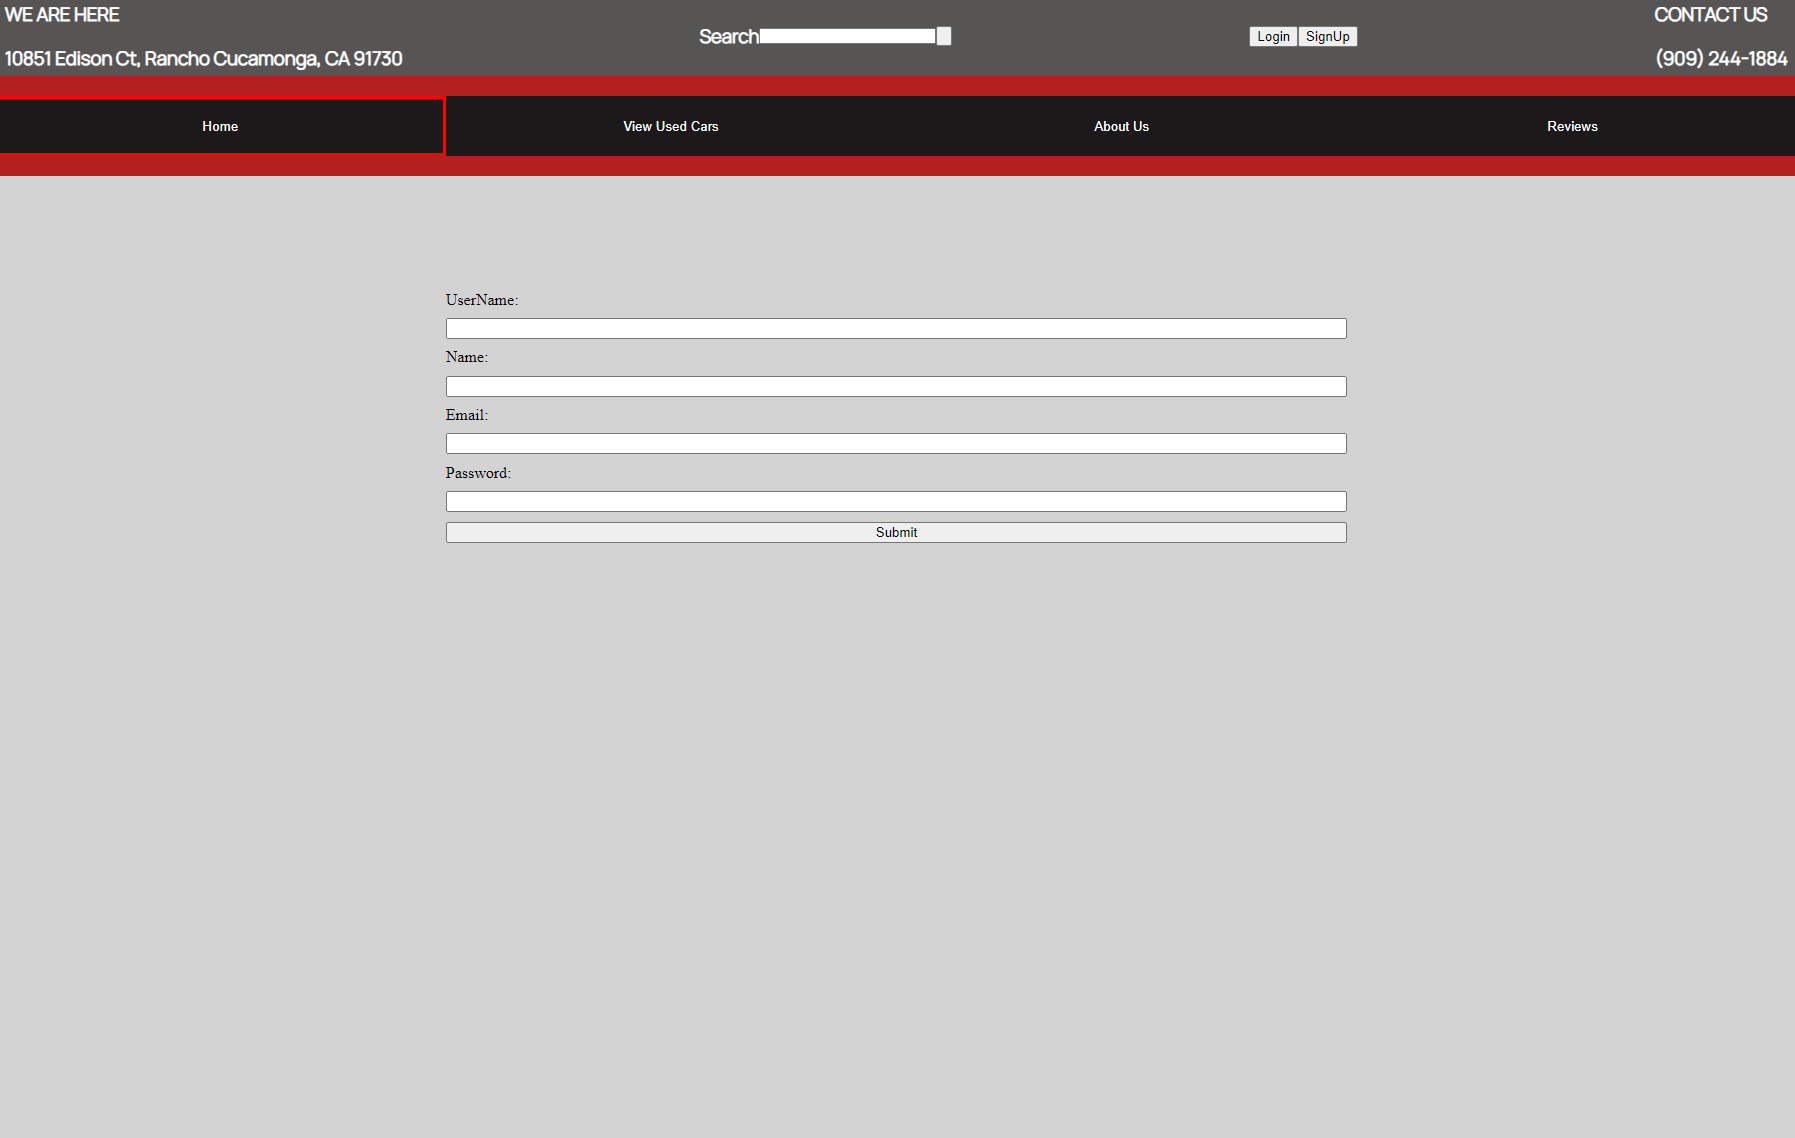 WE ARE HERE
10851 Edison Ct, Rancho Cucamonga, CA 91730
Search
Login
SignUp
CONTACT US
(909) 244-1884
Home
View Used Cars
About Us
Reviews
UserName:
Name:
Email:
Password:
Submit